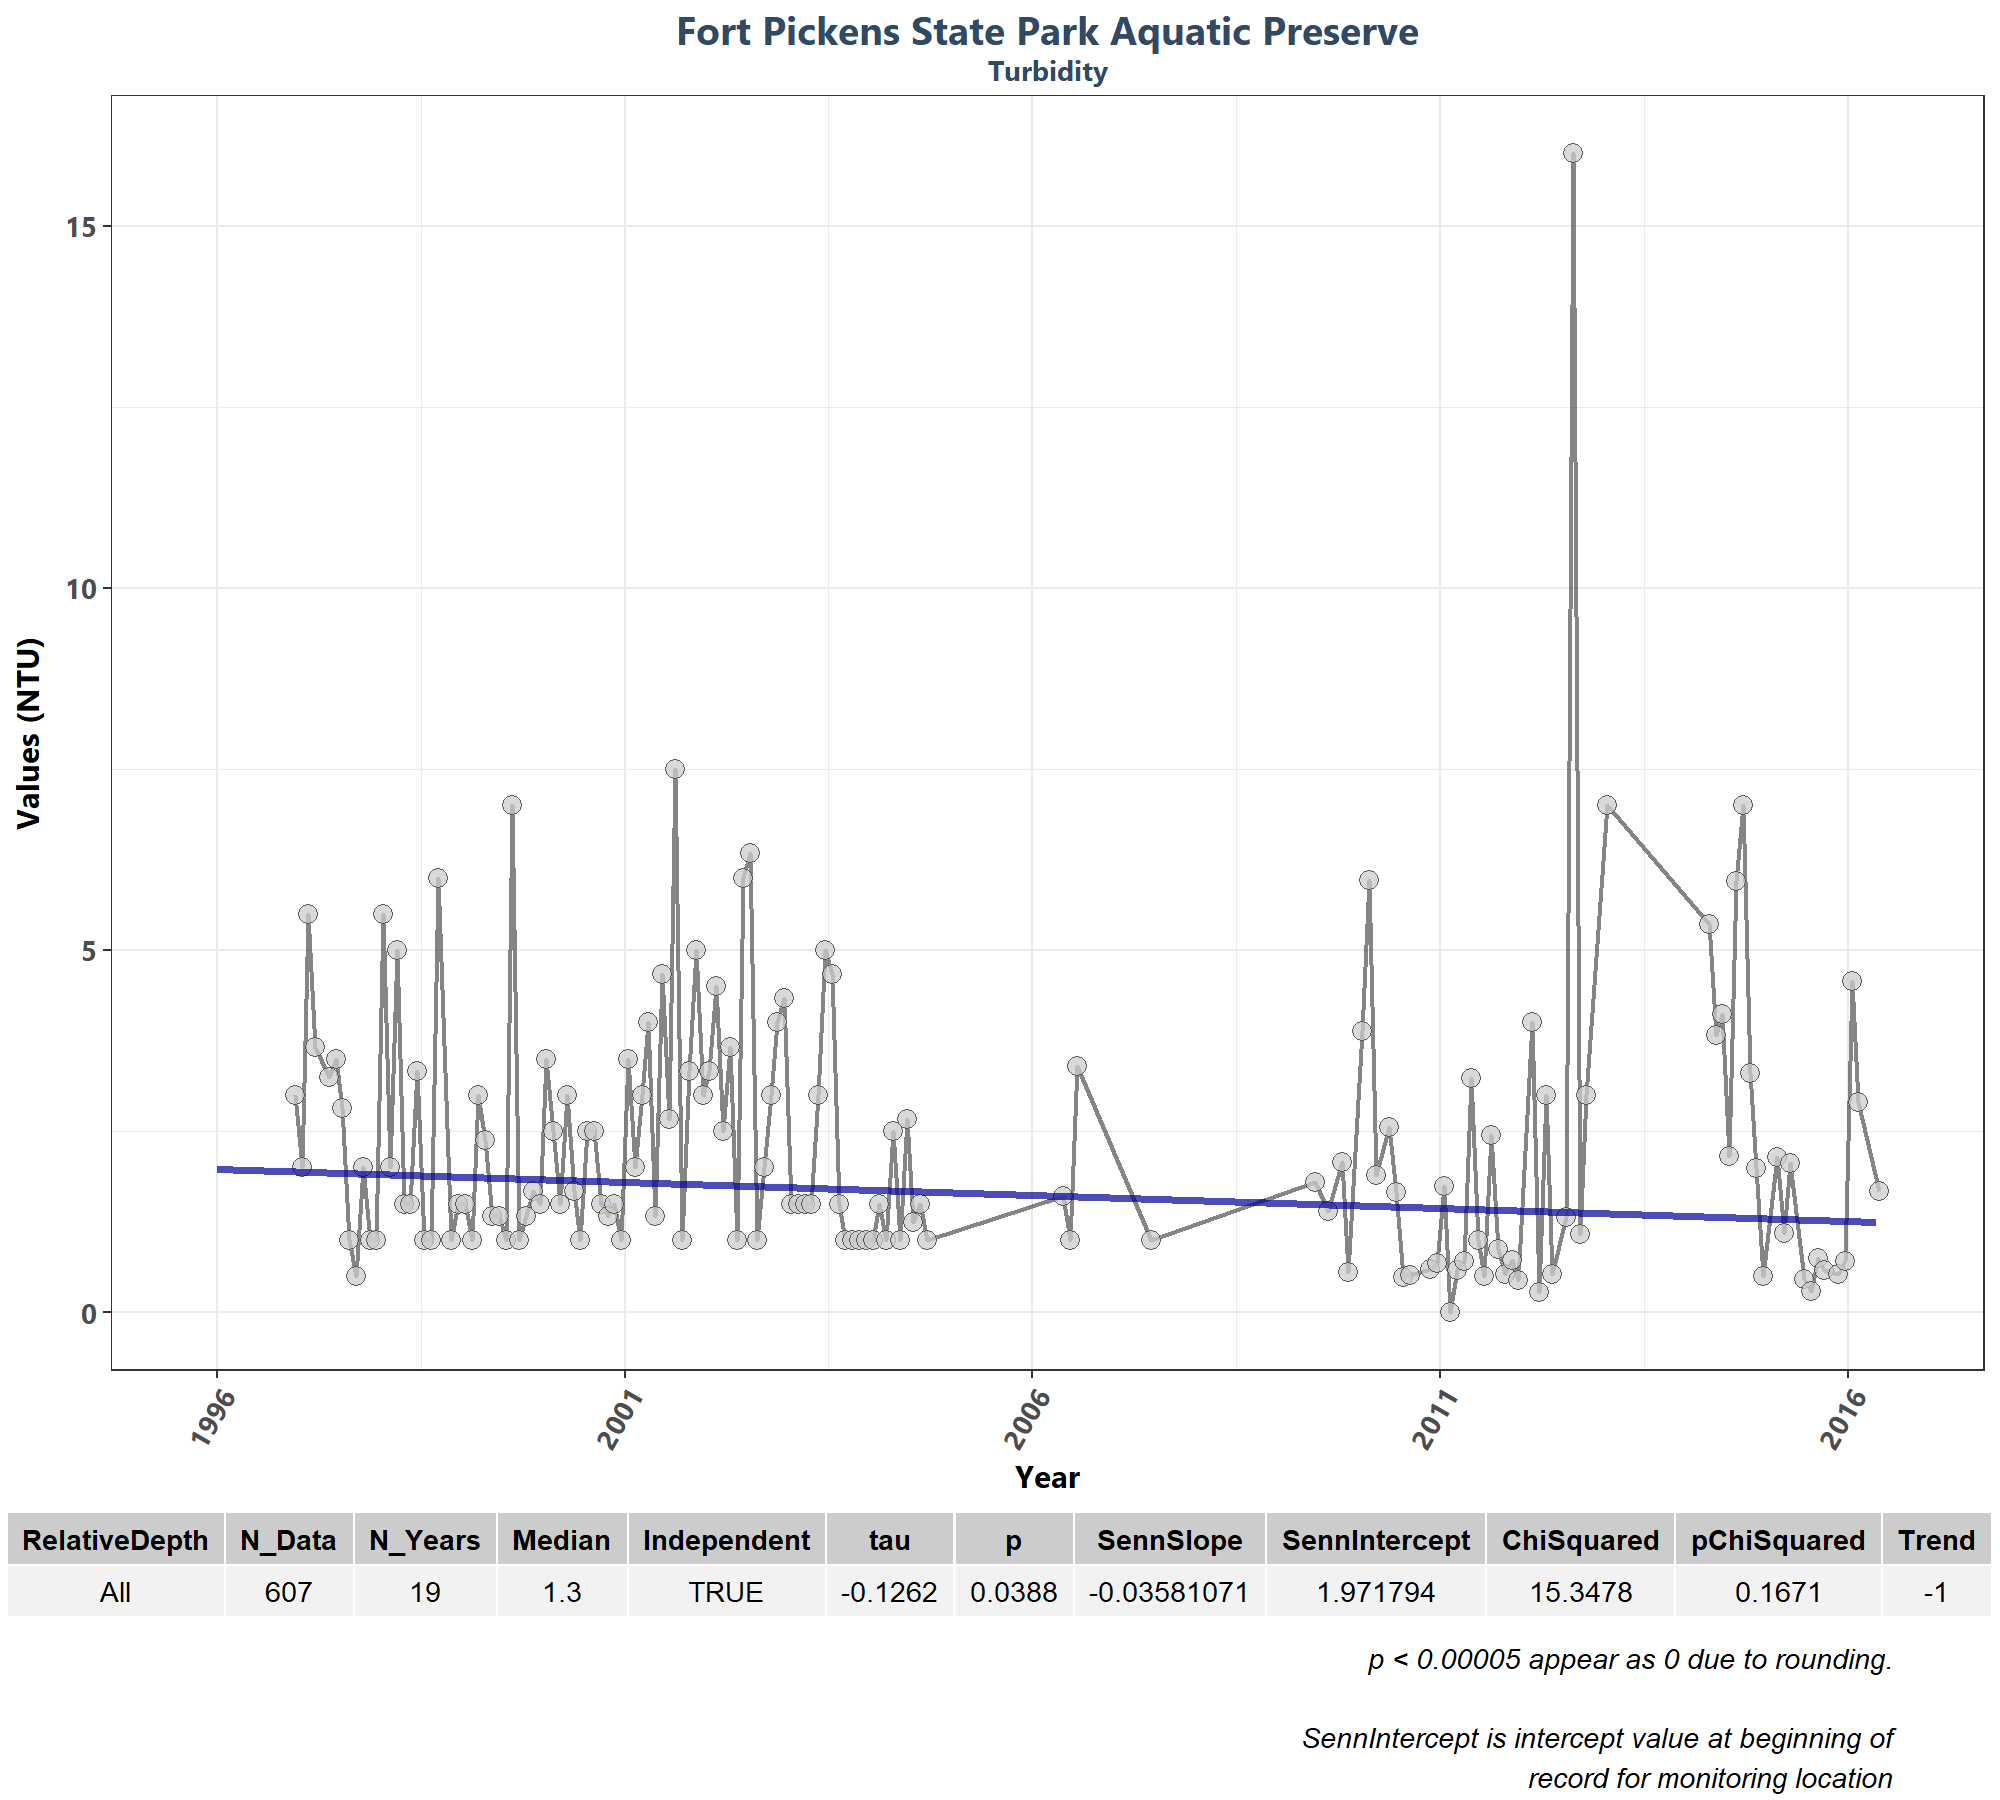 Fort Pickens State Park Aquatic Preserve
Turbidity
Values (NTU)
15
10
5
0
1996 2001 2006 2011 2016
Year
RelativeDepth N_Data N_Years Median Independent tau p SennSlope SennIntercept ChiSquared pChiSquared Trend
All 607 19 1.3 TRUE -0.1262 0.0388 -0.03581071 1.971794 15.3478 0.1671 -1
p < 0.00005 appear as 0 due to rounding.
SennIntercept is intercept value at beginning of
record for monitoring location